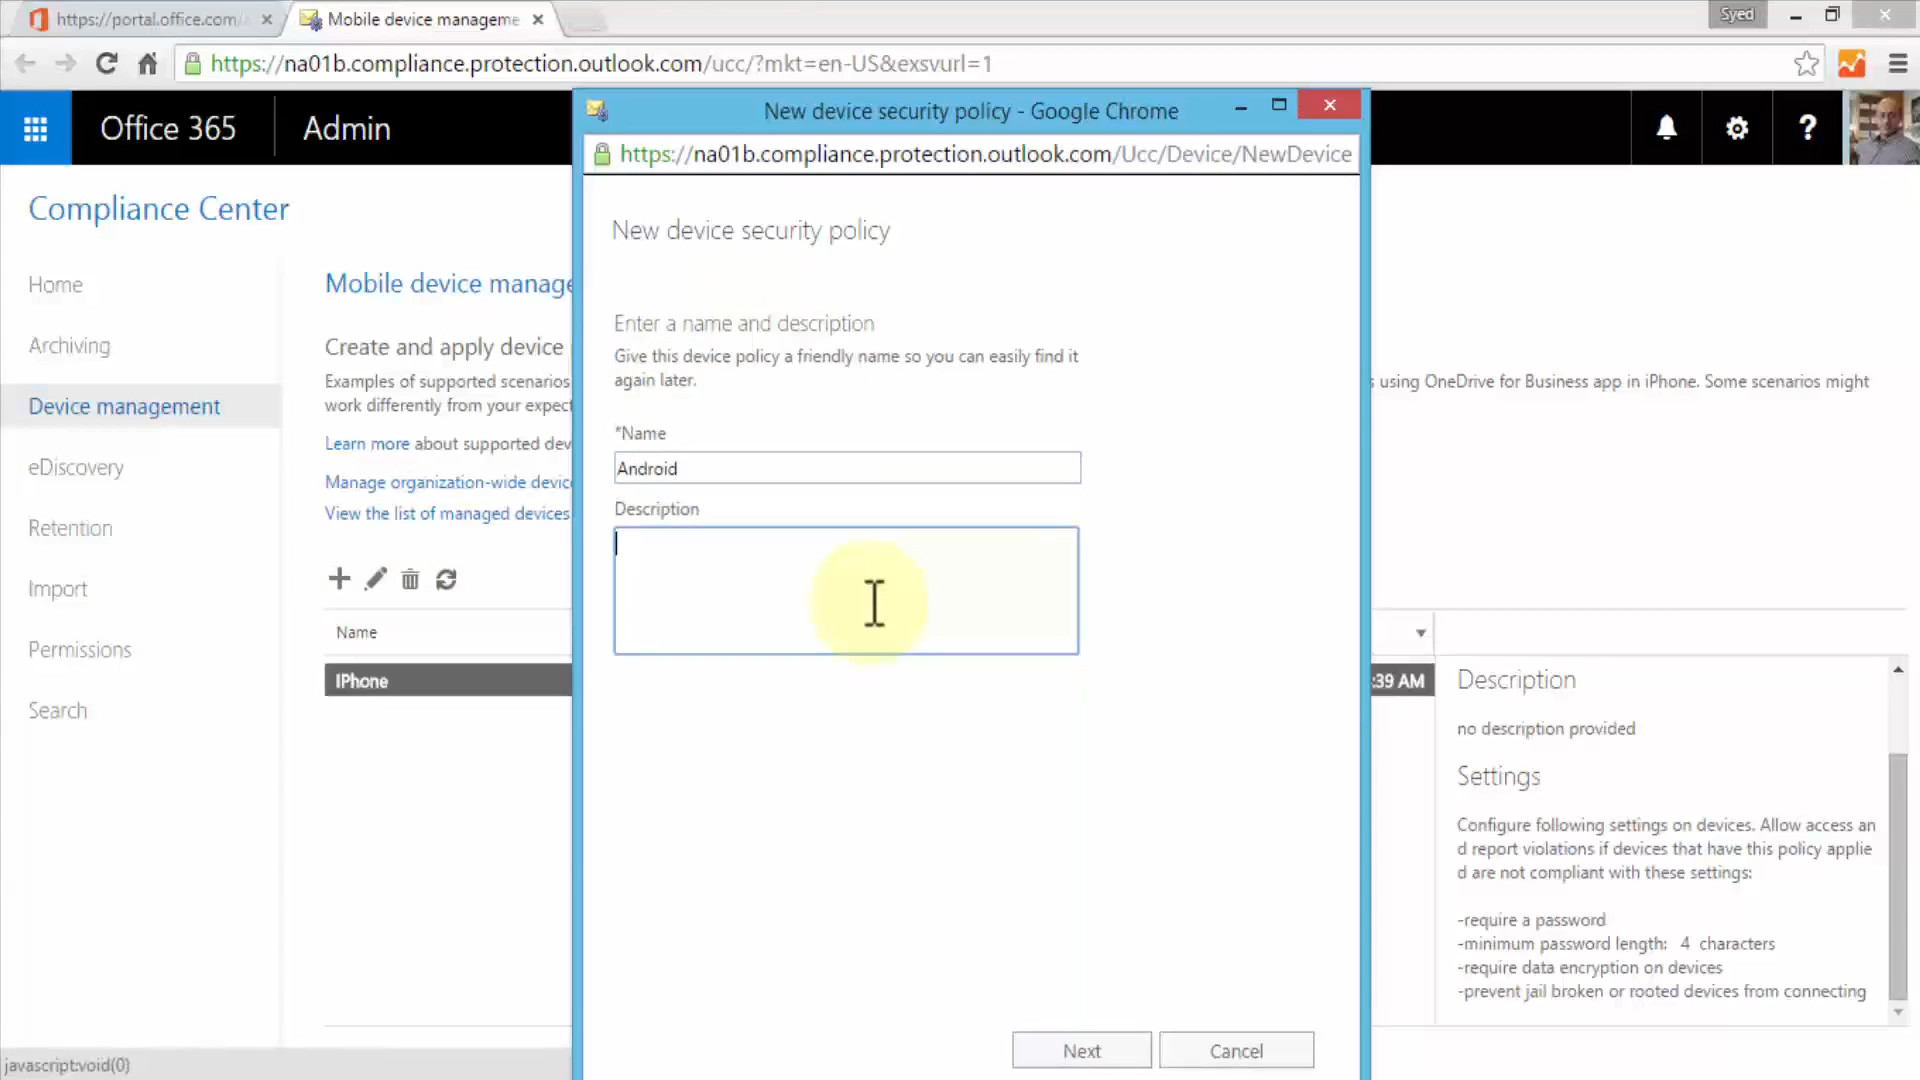 https://portal.office.com/
Mobile device manageme
Syed
https://na01b.compliance.protection.outlook.com/ucc/?mkt=en-US&exsvurl=1
Office 365
Admin
New device security policy - Google Chrome
https://na01b.compliance.protection.outlook.com/Ucc/Device/NewDevice
?
Compliance Center
Home
Archiving
Device management
eDiscovery
Retention
Import
Permissions
Search
Mobile device manage
Create and apply device
Examples of supported scenarios
work differently from your expect
Learn more about supported dev
Manage organization-wide device
View the list of managed devices
Name
IPhone
New device security policy
Enter a name and description
Give this device policy a friendly name so you can easily find it
again later.
*Name
Android
Description
Next
Cancel
s using OneDrive for Business app in iPhone. Some scenarios might
:39 AM
Description
no description provided
Settings
Configure following settings on devices. Allow access an
d report violations if devices that have this policy applie
d are not compliant with these settings:
-require a password
-minimum password length: 4 characters
-require data encryption on devices
-prevent jail broken or rooted devices from connecting
javascript:void(0)